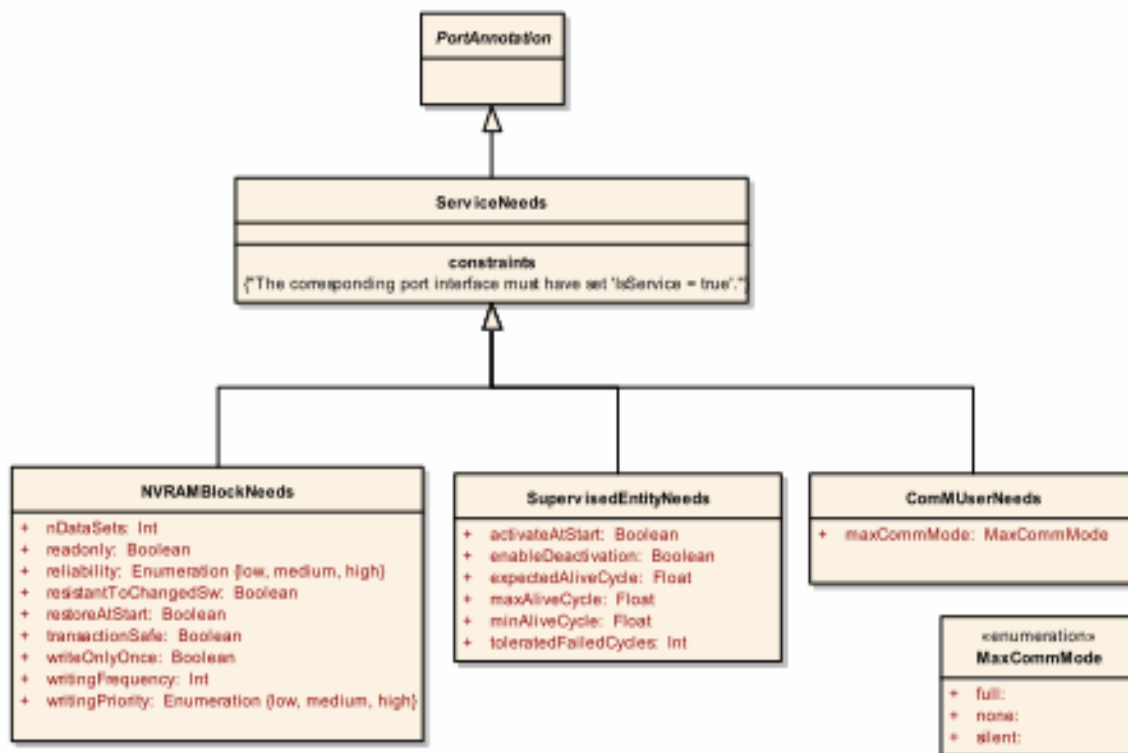 PortAnnotation
ServiceNeeds
constraints
{"The corresponding port interface must have set 'IsService = true'."}
NVRAMBlockNeeds
+ nDataSets: Int
+ readonly: Boolean
+ reliability: Enumeration {low, medium, high}
+ resistantToChangedSw: Boolean
+ restoreAtStart: Boolean
+ transactionSafe: Boolean
+ writeOnlyOnce: Boolean
+ writingFrequency: Int
+ writingPriority: Enumeration {low, medium, high}
SupervisedEntityNeeds
+ activateAtStart: Boolean
+ enableDeactivation: Boolean
+ expectedAliveCycle: Float
+ maxAliveCycle: Float
+ minAliveCycle: Float
+ toleratedFailedCycles: Int
ComMUserNeeds
+ maxCommMode: MaxCommMode
«enumeration»
MaxCommMode
+ full:
+ none:
+ silent: